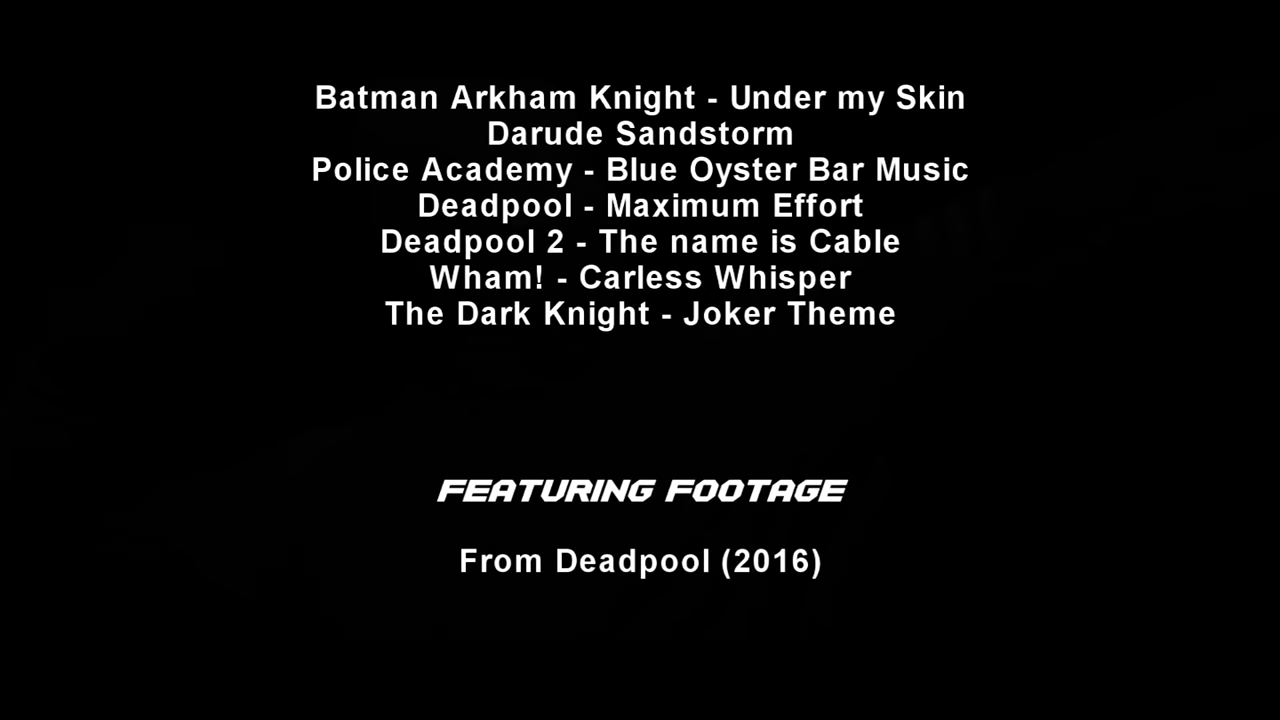 Batman Arkham Knight - Under my Skin
Darude Sandstorm
Police Academy - Blue Oyster Bar Music
Deadpool - Maximum Effort
Deadpool 2 - The name is Cable
Wham! - Carless Whisper
The Dark Knight - Joker Theme
FEATURING FOOTAGE
From Deadpool (2016)